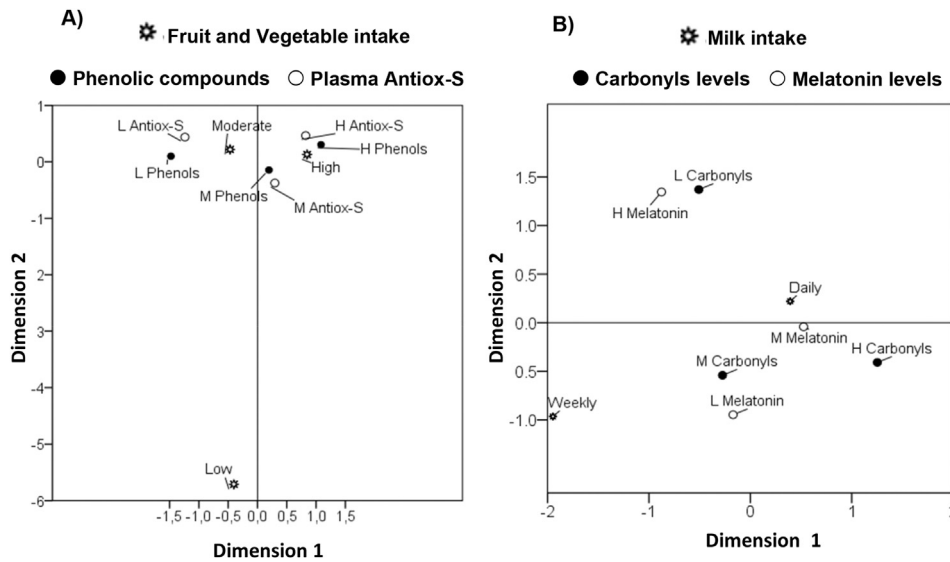 A)
Fruit and Vegetable intake
Phenolic compounds Plasma Antiox-S
1
0
-1
2
-3
-4
-5
-6
Dimension 2
L Antiox-S
Moderate
H Antiox-S
L Phenols
H Phenols
High
M Phenols
M Antiox-S
Low
-1,5 -1,0 -0,5 0,0 0,5 1,0 1,5
Dimension 1
B)
Milk intake
Carbonyls levels Melatonin levels
1.5
1.0
0.5
0.0
0.5
-1.0
Dimension 2
L Carbonyls
H Melatonin
Daily
M Melatonin
H Carbonyls
M Carbonyls
Weekly
L Melatonin
-2 -1 0 1
Dimension 1